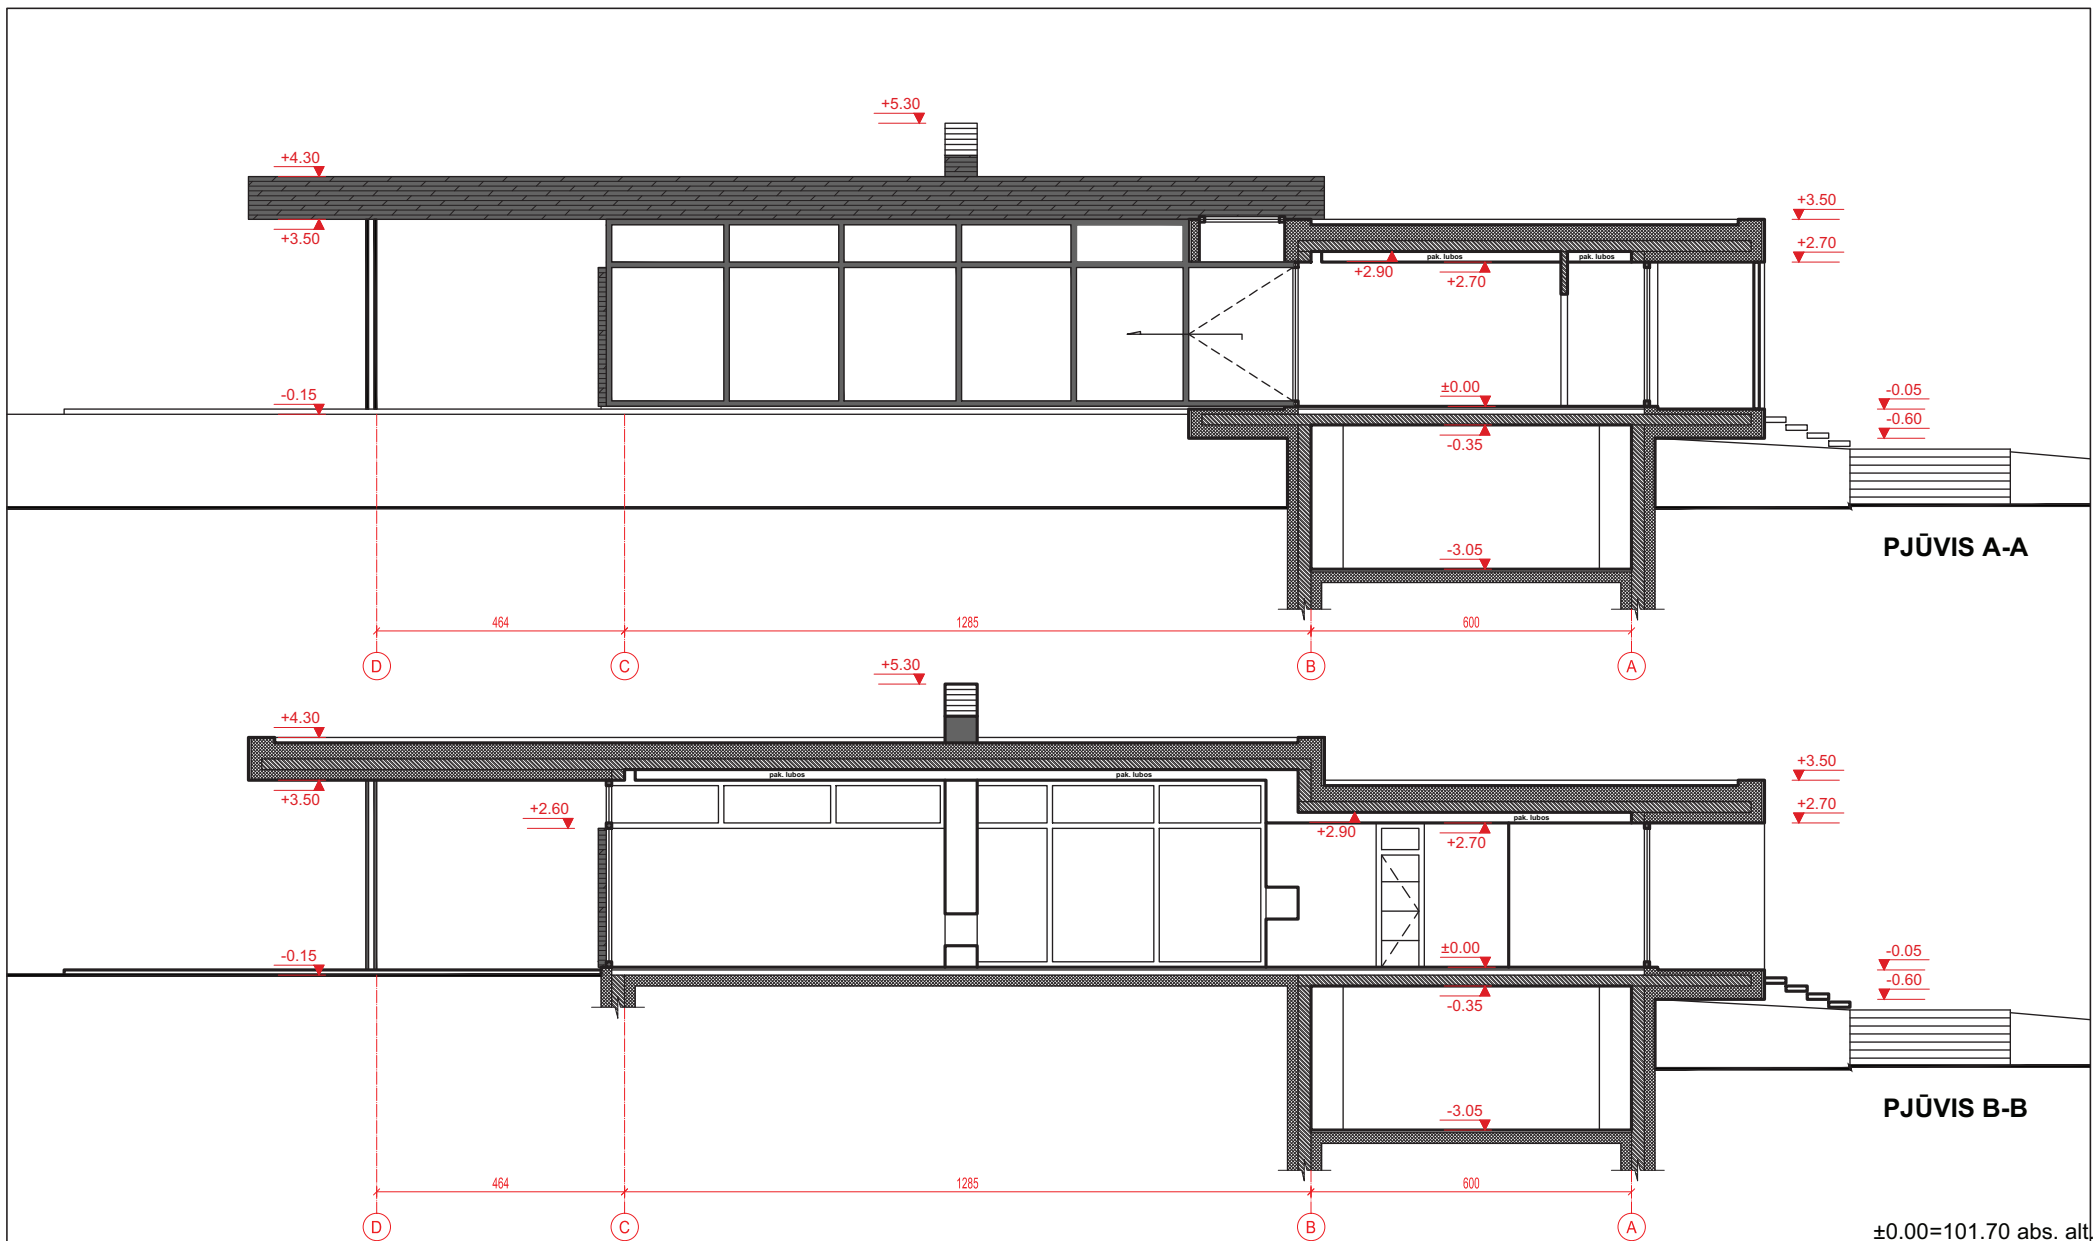 +5.30
+4.30
+3.50
+3.50
+2.70
pak. lubos pak. lubos
+2.90
+2.70
-0.15
±0.00
-0.05
-0.60
-0.35
PJŪVIS A-A
-3.05
464 1285 600
D C B A
+5.30
+4.30
+3.50
+3.50
pak. lubos pak. lubos
+2.60
+2.70
pak. lubos
+2.90
+2.70
-0.15
±0.00
-0.05
-0.60
-0.35
PJŪVIS B-B
-3.05
464 1285 600
D C B A
±0.00=101.70 abs. alt